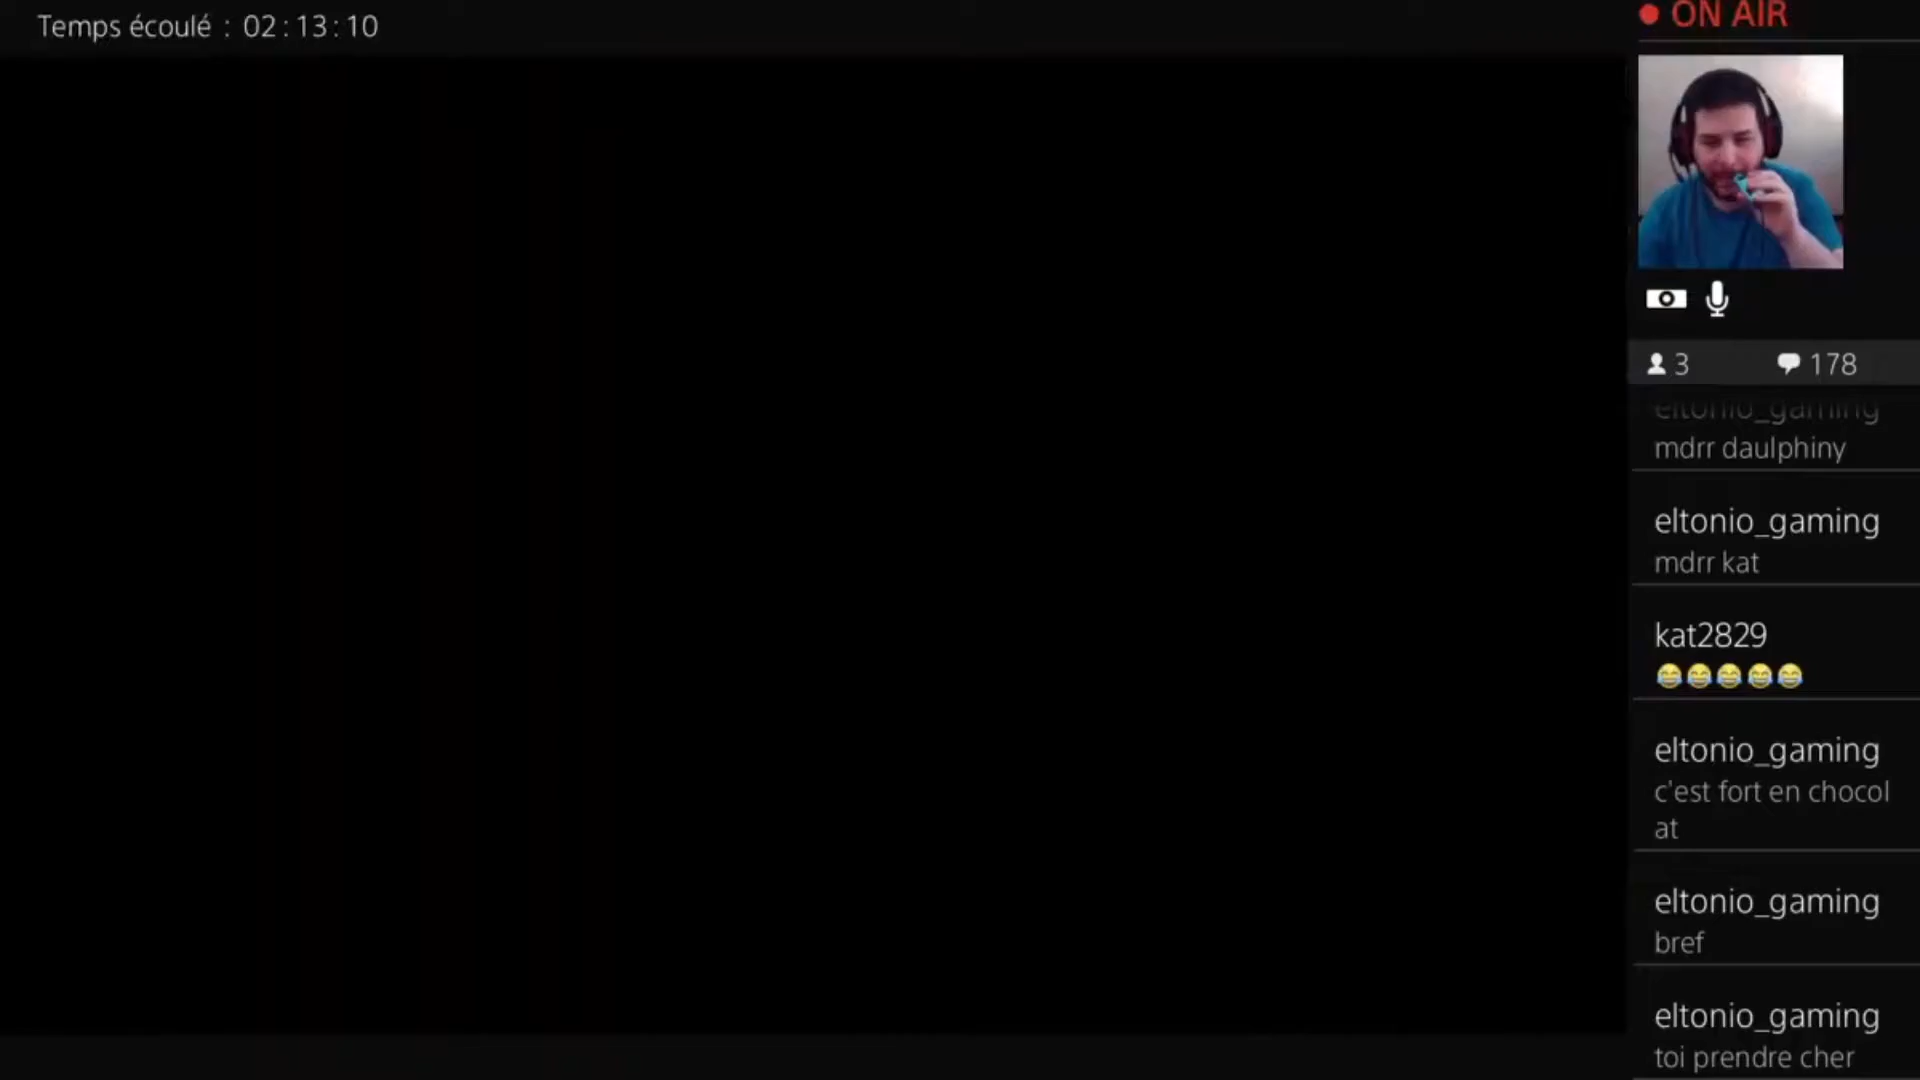 Temps écoulé : 02:13:10
ON AIR
3 178
eltonio_gaming
mdrr daulphiny
eltonio_gaming
mdrr kat
kat2829
😂😂😂😂😂
eltonio_gaming
c'est fort en chocol
at
eltonio_gaming
bref
eltonio_gaming
toi prendre cher